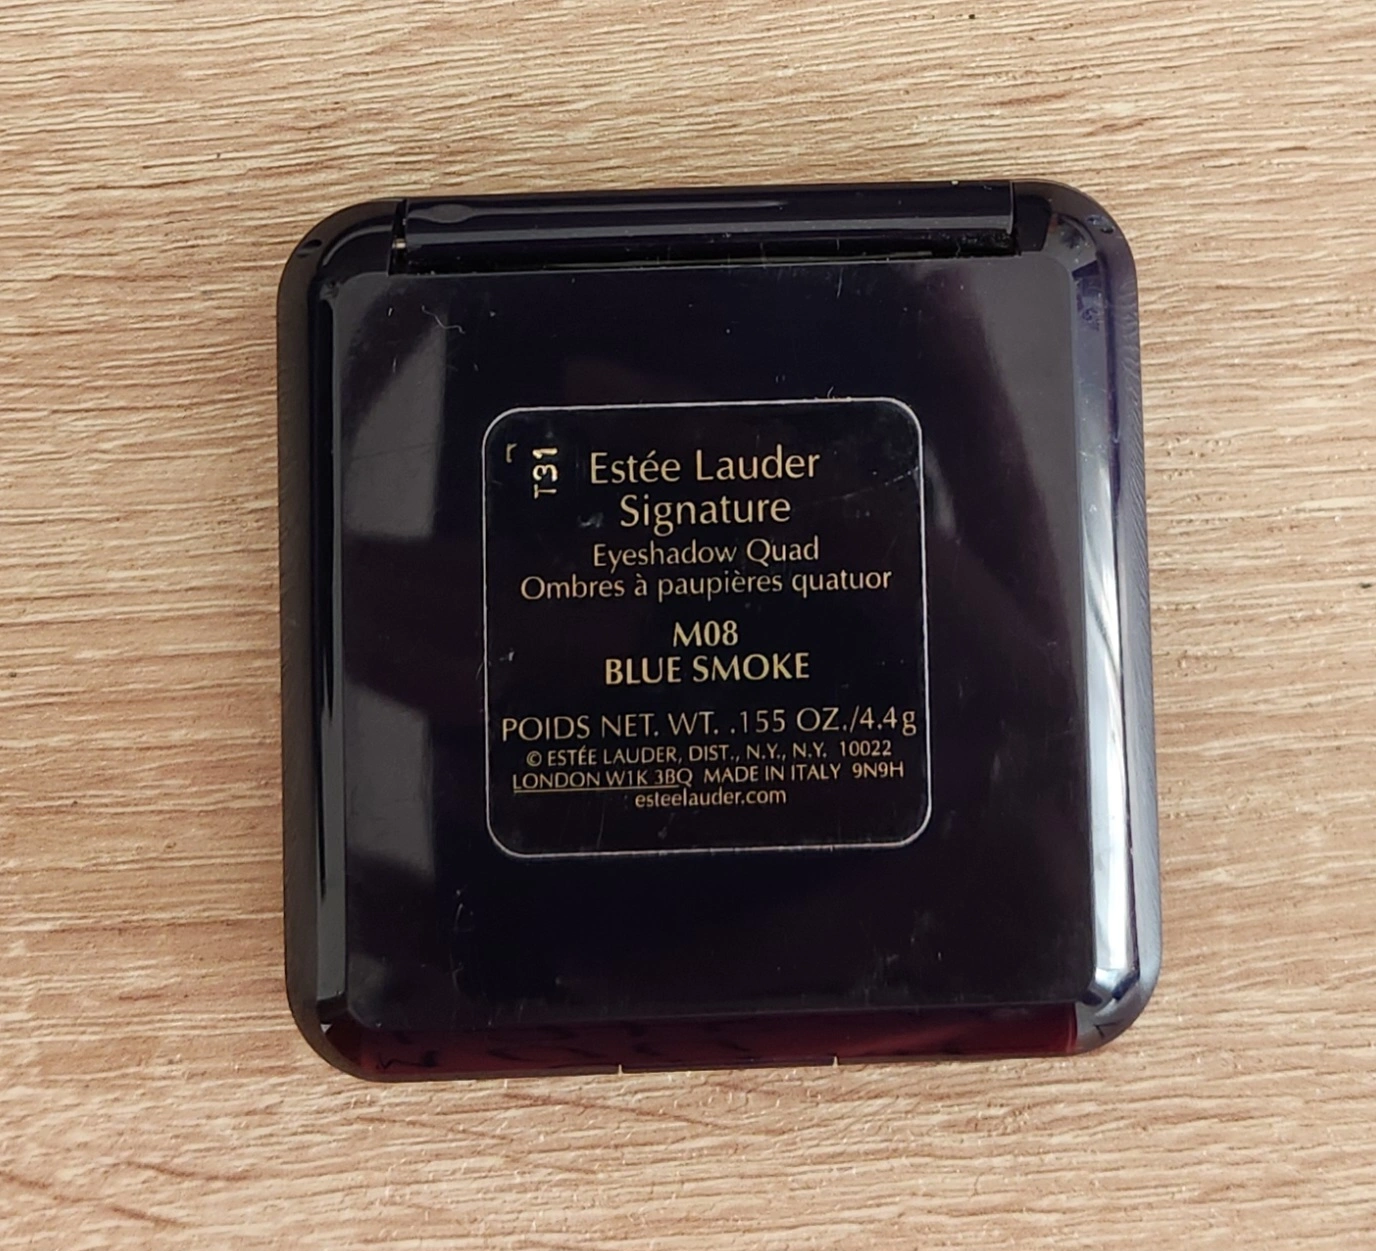 T31
Estée Lauder
Signature
Eyeshadow Quad
Ombres à paupières quatuor
M08
BLUE SMOKE
POIDS NET. WT. .155 OZ./4.4g
© ESTÉE LAUDER, DIST., N.Y., N.Y. 10022
LONDON W1K 3BQ MADE IN ITALY 9N9H
esteelauder.com